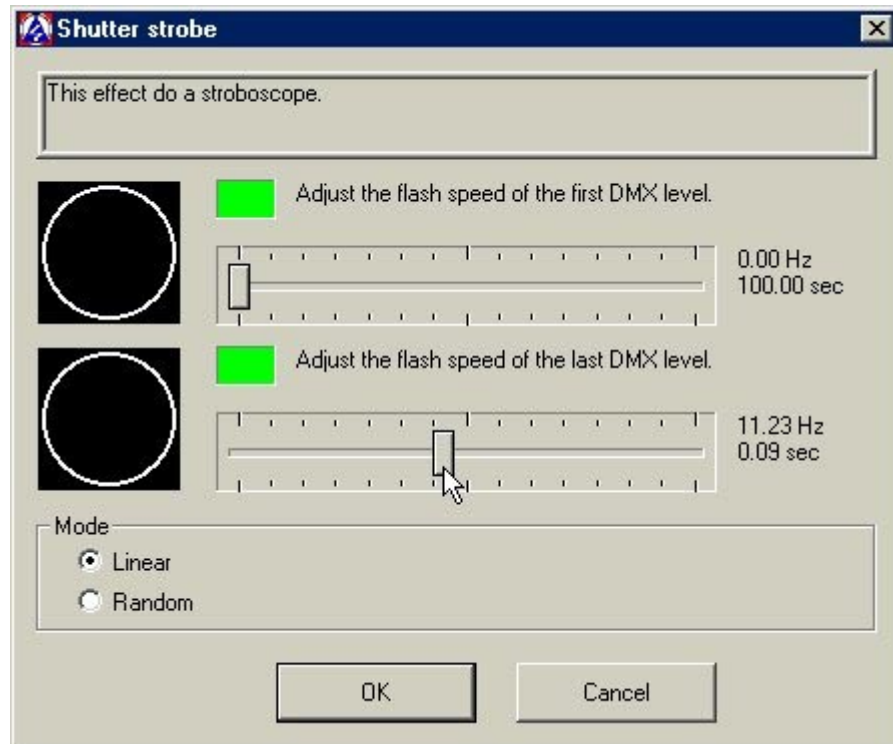 Shutter strobe
This effect do a stroboscope.
Adjust the flash speed of the first DMX level.
0.00 Hz
100.00 sec
Adjust the flash speed of the last DMX level.
11.23 Hz
0.09 sec
Mode
Linear
Random
OK
Cancel